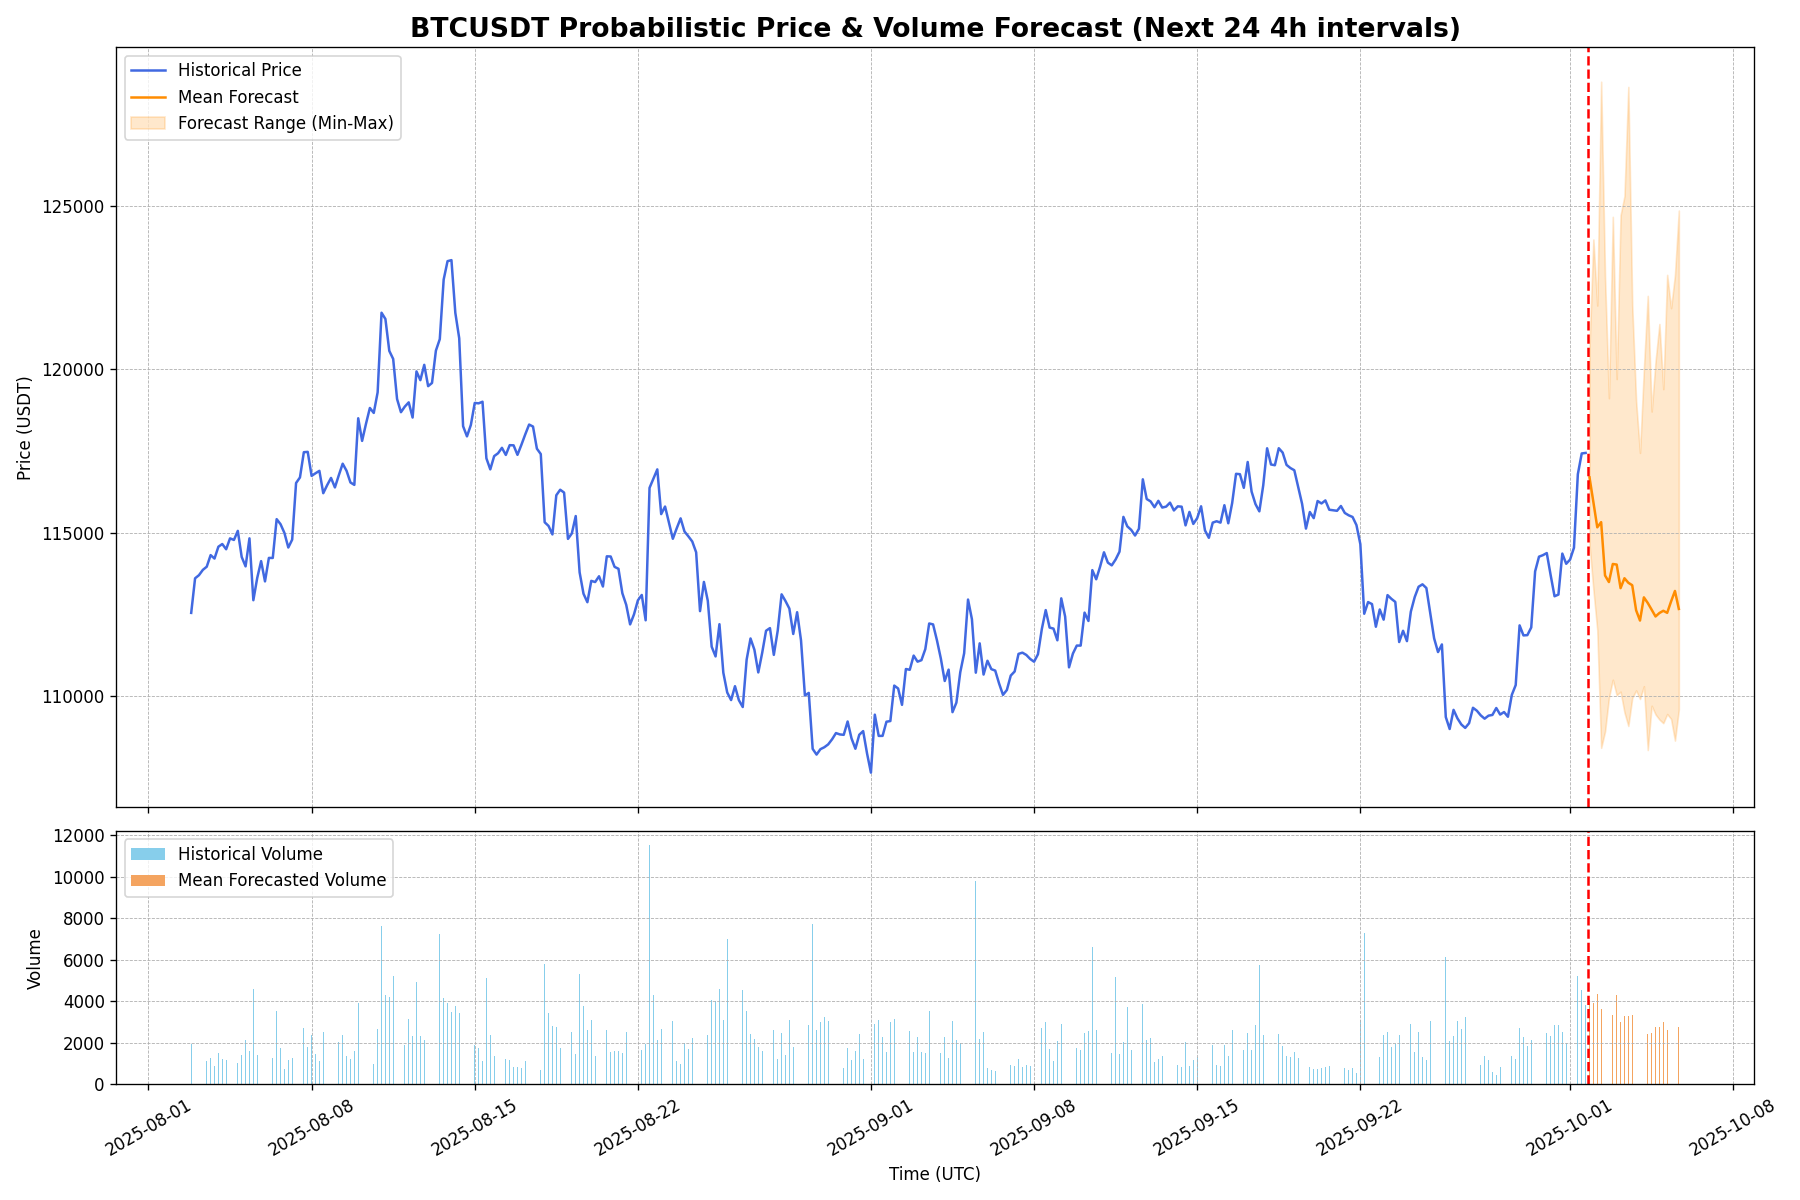 BTCUSDT Probabilistic Price & Volume Forecast (Next 24 4h intervals)
Historical Price
Mean Forecast
Forecast Range (Min-Max)
Price (USDT)
125000
120000
115000
110000
Historical Volume
Mean Forecasted Volume
Volume
12000
10000
8000
6000
4000
2000
0
2025-08-01
2025-08-08
2025-08-15
2025-08-22
2025-09-01
2025-09-08
2025-09-15
2025-09-22
2025-10-01
2025-10-08
Time (UTC)